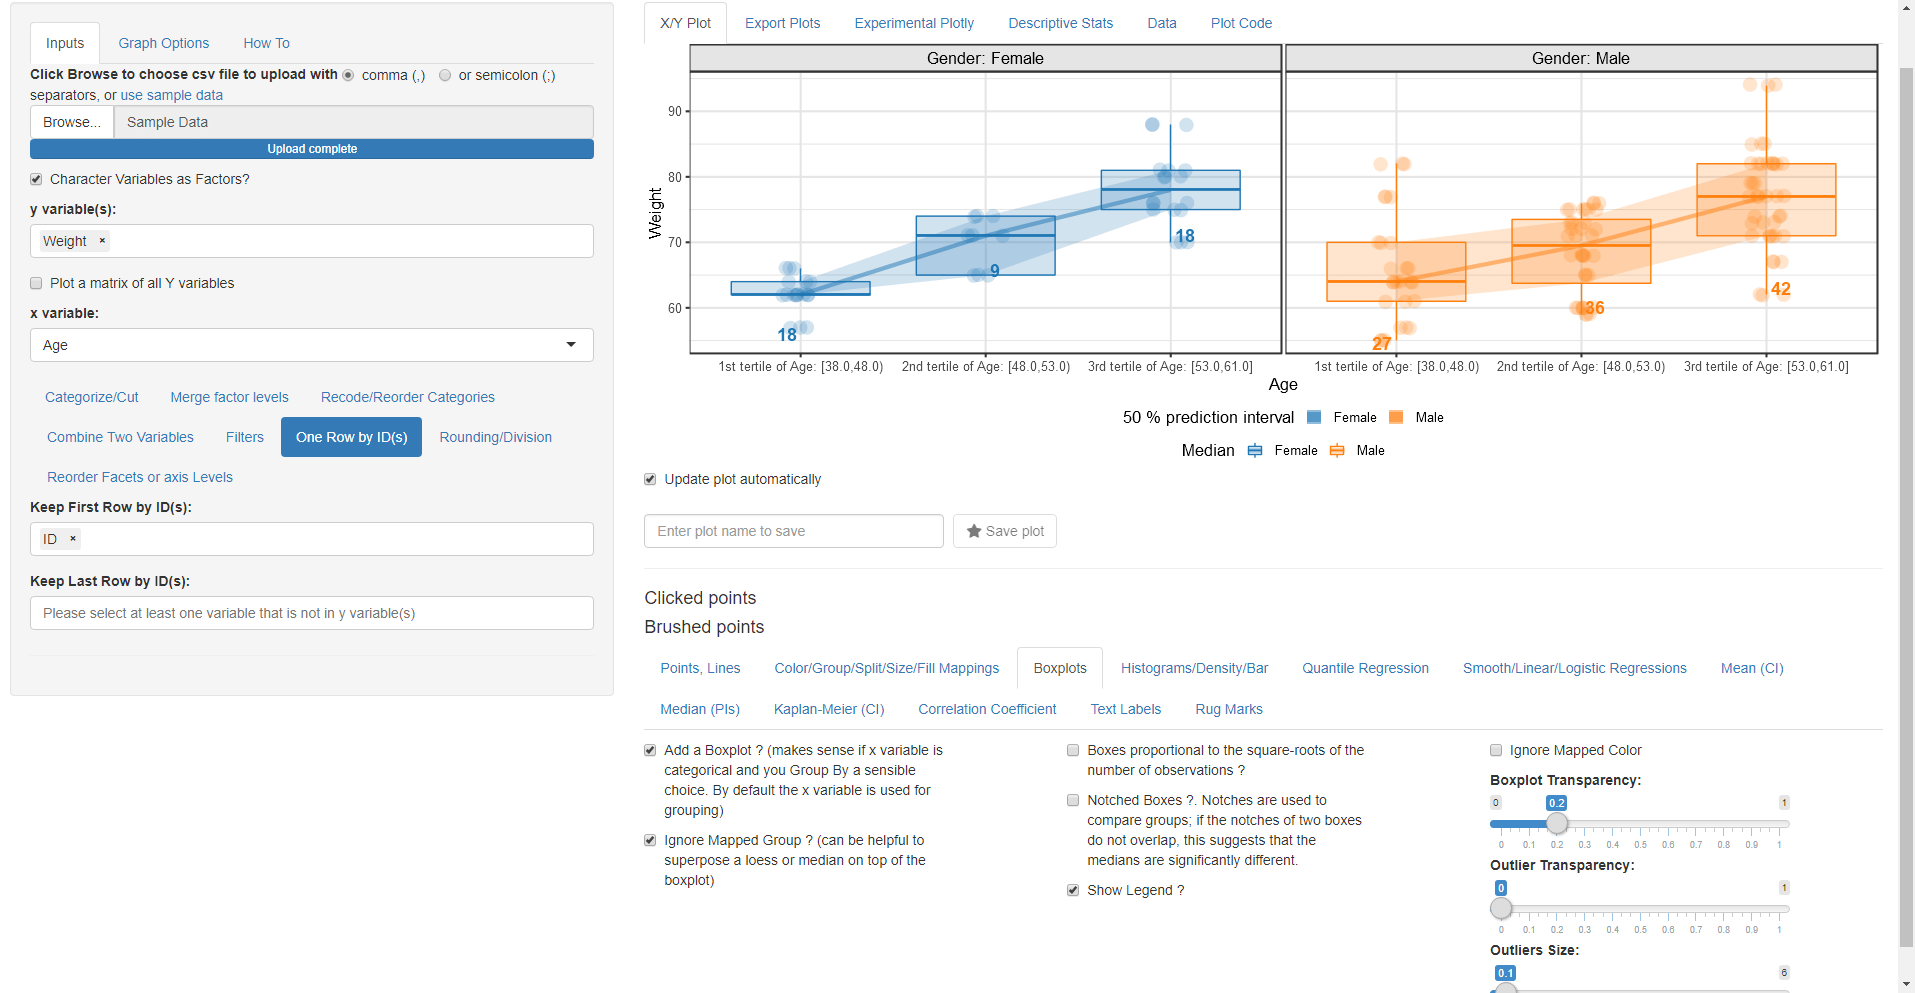 Inputs
Graph Options
How To
Click Browse to choose csv file to upload with comma (,) or semicolon (;)
separators, or use sample data
Browse...
Sample Data
Upload complete
Character Variables as Factors?
y variable(s):
Weight ×
Plot a matrix of all Y variables
x variable:
Age
Categorize/Cut
Merge factor levels
Recode/Reorder Categories
Combine Two Variables
Filters
One Row by ID(s)
Rounding/Division
Reorder Facets or axis Levels
Keep First Row by ID(s):
ID ×
Keep Last Row by ID(s):
Please select at least one variable that is not in y variable(s)
X/Y Plot
Export Plots
Experimental Plotly
Descriptive Stats
Data
Plot Code
Gender: Female
Gender: Male
Weight
90
80
70
60
18
9
18
27
36
42
1st tertile of Age: [38.0,48.0)
2nd tertile of Age: [48.0,53.0)
3rd tertile of Age: [53.0,61.0]
1st tertile of Age: [38.0,48.0)
2nd tertile of Age: [48.0,53.0)
3rd tertile of Age: [53.0,61.0]
Age
50 % prediction interval Female Male
Median Female Male
Update plot automatically
Enter plot name to save
Save plot
Clicked points
Brushed points
Points, Lines
Color/Group/Split/Size/Fill Mappings
Boxplots
Histograms/Density/Bar
Quantile Regression
Smooth/Linear/Logistic Regressions
Mean (CI)
Median (PIs)
Kaplan-Meier (CI)
Correlation Coefficient
Text Labels
Rug Marks
Add a Boxplot ? (makes sense if x variable is
categorical and you Group By a sensible
choice. By default the x variable is used for
grouping)
Ignore Mapped Group ? (can be helpful to
superpose a loess or median on top of the
boxplot)
Boxes proportional to the square-roots of the
number of observations ?
Notched Boxes ?. Notches are used to
compare groups; if the notches of two boxes
do not overlap, this suggests that the
medians are significantly different.
Show Legend ?
Ignore Mapped Color
Boxplot Transparency:
0 0.2 1
0 0.1 0.2 0.3 0.4 0.5 0.6 0.7 0.8 0.9 1
Outlier Transparency:
0 1
0 0.1 0.2 0.3 0.4 0.5 0.6 0.7 0.8 0.9 1
Outliers Size:
0.1 6